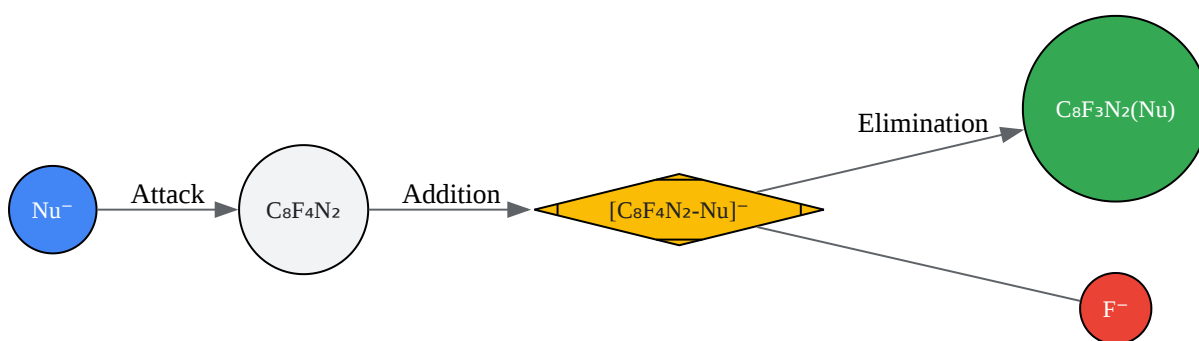 Nu⁻
Attack
C₈F₄N₂
Addition
[C₈F₄N₂-Nu]⁻
Elimination
C₈F₃N₂(Nu)
F⁻